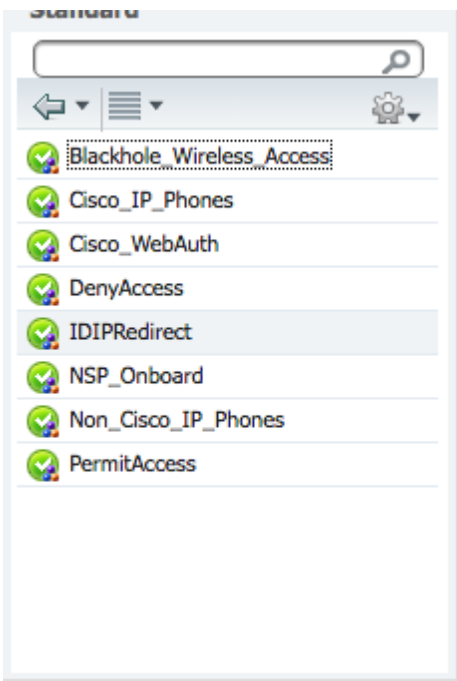 Standard
Blackhole_Wireless_Access
Cisco_IP_Phones
Cisco_WebAuth
DenyAccess
IDIPRedirect
NSP_Onboard
Non_Cisco_IP_Phones
PermitAccess